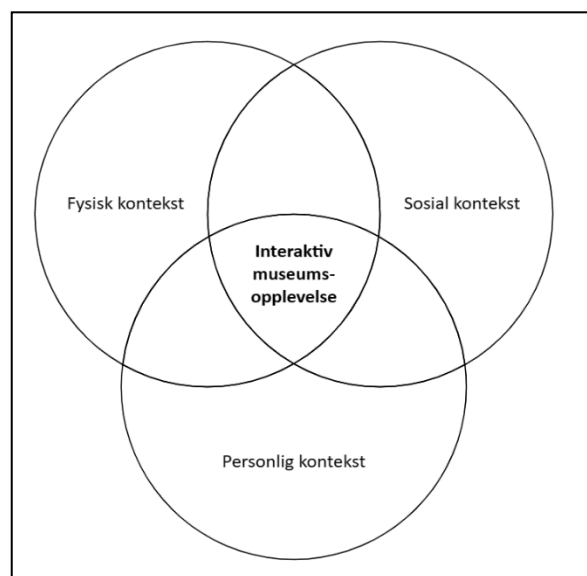 Fysisk kontekst
Sosial kontekst
Interaktiv
museums-
opplevelse
Personlig kontekst